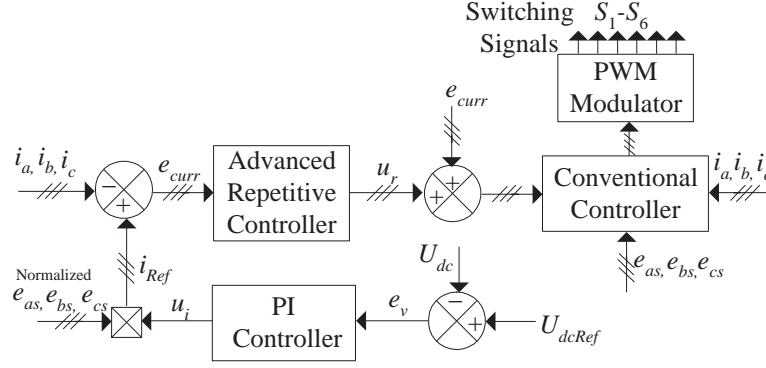 Switching S1-S6
Signals
PWM
Modulator
ecurr
ia, ib, ic
ecurr
Advanced
Repetitive
Controller
ur
Conventional
Controller
ia, ib, i
iRef
Udc
eas, ebs, ecs
Normalized
eas, ebs, ecs
ui
PI
Controller
ev
UdcRef
− + + + − +